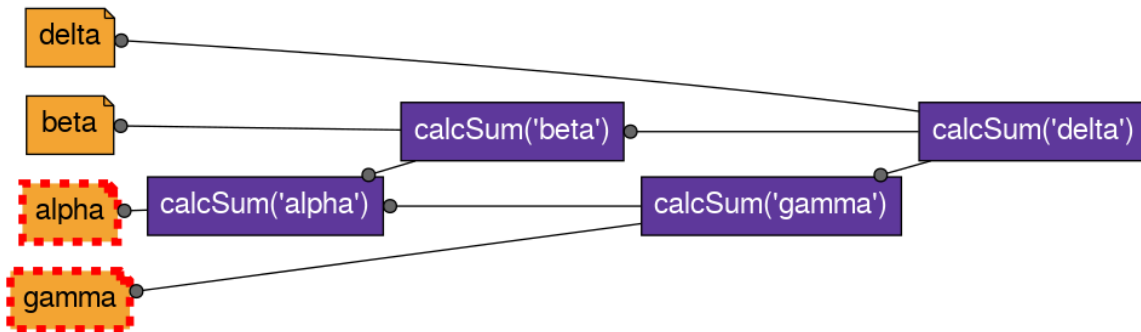 delta
beta
calcSum('beta')
calcSum('delta')
alpha
calcSum('alpha')
calcSum('gamma')
gamma